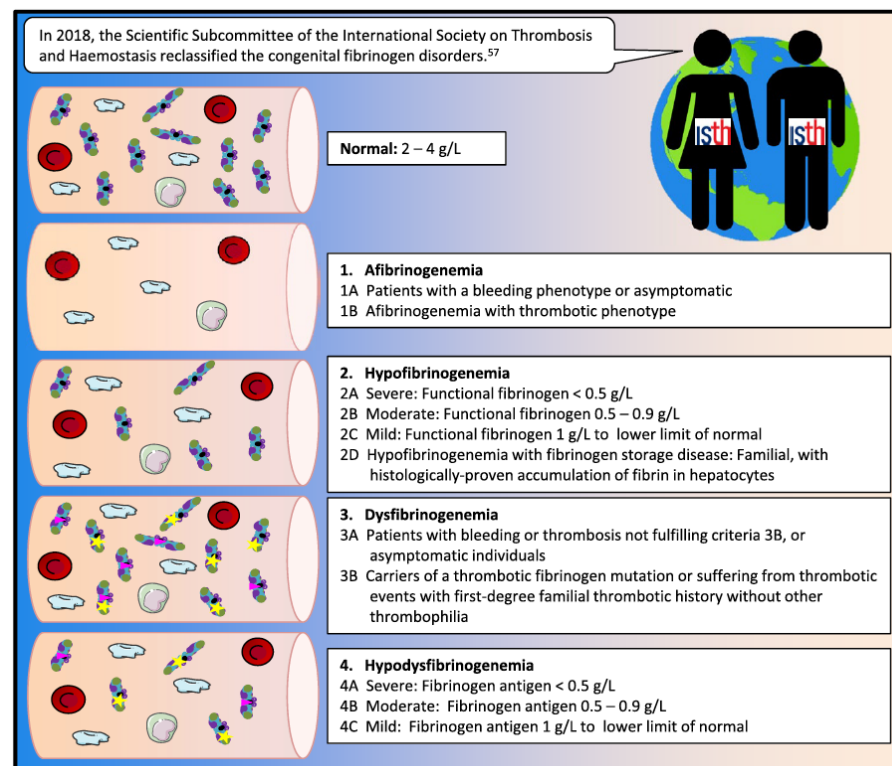 In 2018, the Scientific Subcommittee of the International Society on Thrombosis
and Haemostasis reclassified the congenital fibrinogen disorders.57
isth
isth
Normal: 2 – 4 g/L
1. Afibrinogenemia
1A Patients with a bleeding phenotype or asymptomatic
1B Afibrinogenemia with thrombotic phenotype
2. Hypofibrinogenemia
2A Severe: Functional fibrinogen < 0.5 g/L
2B Moderate: Functional fibrinogen 0.5 – 0.9 g/L
2C Mild: Functional fibrinogen 1 g/L to lower limit of normal
2D Hypofibrinogenemia with fibrinogen storage disease: Familial, with
histologically-proven accumulation of fibrin in hepatocytes
3. Dysfibrinogenemia
3A Patients with bleeding or thrombosis not fulfilling criteria 3B, or
asymptomatic individuals
3B Carriers of a thrombotic fibrinogen mutation or suffering from thrombotic
events with first-degree familial thrombotic history without other
thrombophilia
4. Hypodysfibrinogenemia
4A Severe: Fibrinogen antigen < 0.5 g/L
4B Moderate: Fibrinogen antigen 0.5 – 0.9 g/L
4C Mild: Fibrinogen antigen 1 g/L to lower limit of normal